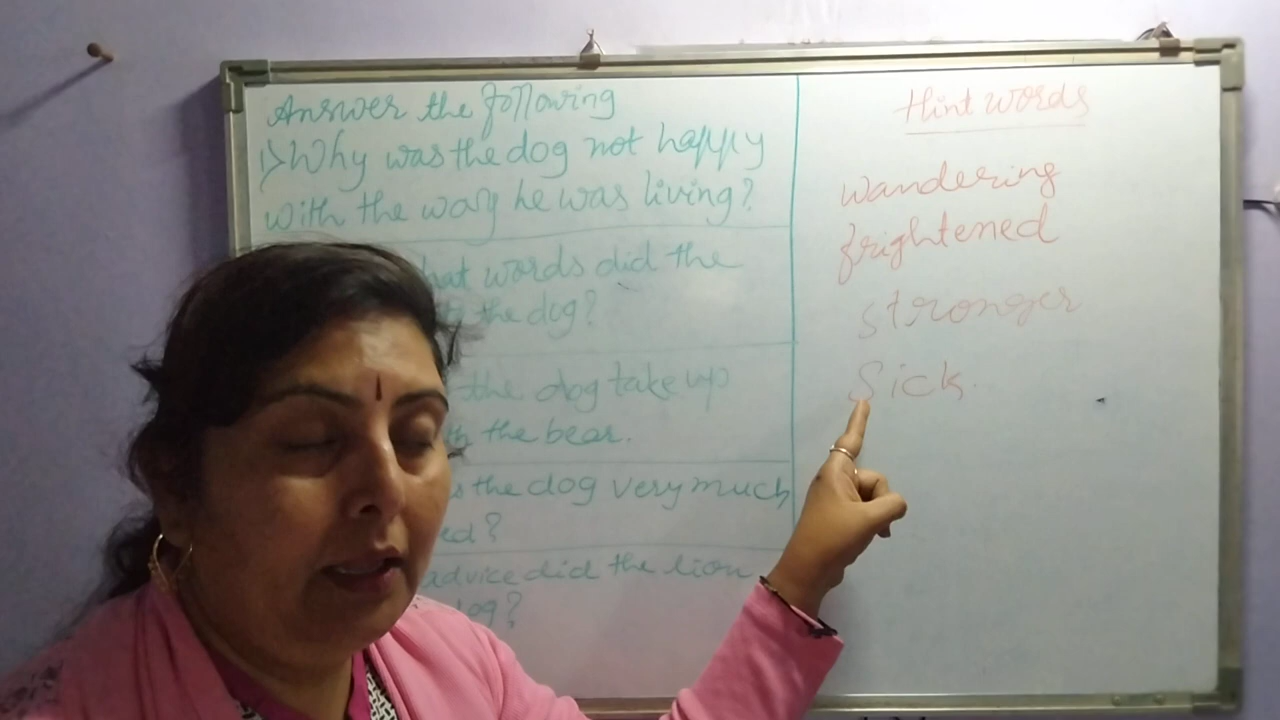 Answer the following
1> Why was the dog not happy
with the way he was living?
hat words did the
the dog?
the dog take up
th the bear.
s the dog very much
ed?
advice did the lion
dog?
Hint words
wandering
frightened
stronger
Sick.